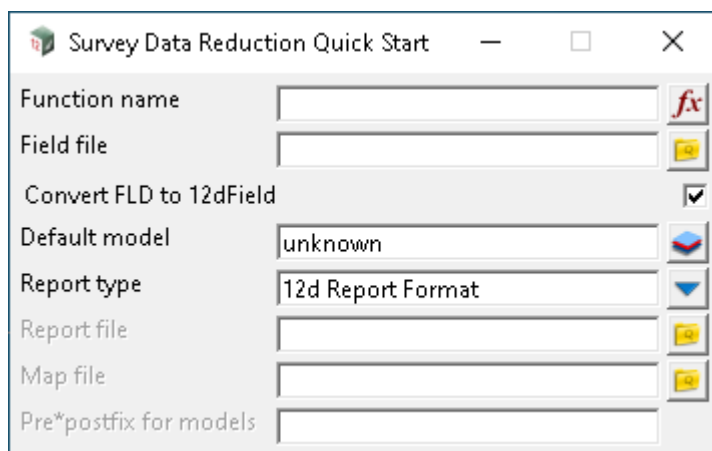 Survey Data Reduction Quick Start
Function name
Field file
Convert FLD to 12dField
Default model unknown
Report type 12d Report Format
Report file
Map file
Pre*postfix for models